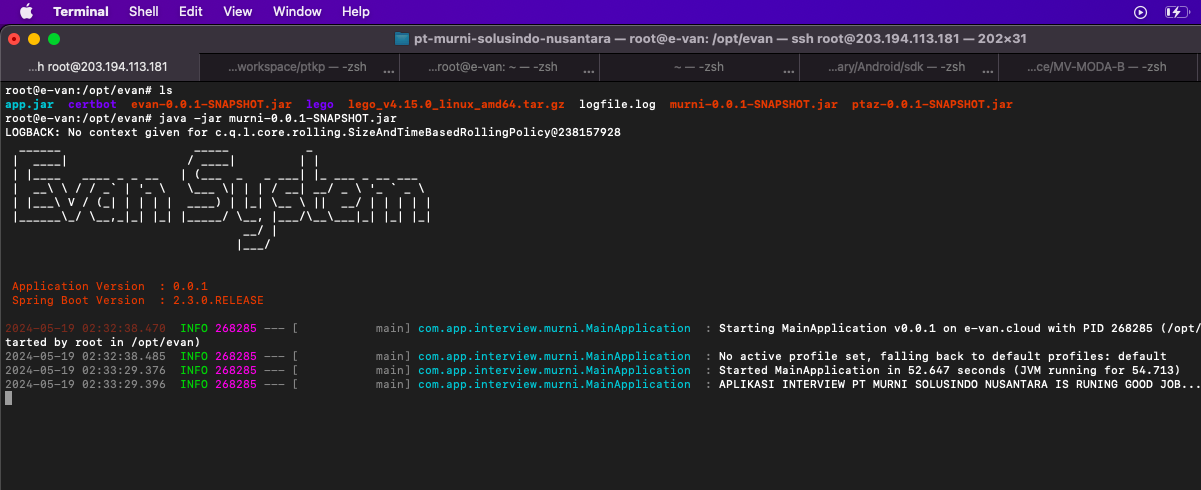 Terminal Shell Edit View Window Help
pt-murni-solusindo-nusantara — root@e-van: /opt/evan — ssh root@203.194.113.181 — 202×31
...h root@203.194.113.181 ...workspace/ptkp — -zsh ... ...root@e-van: ~ — -zsh ... ~ — -zsh ... ...ary/Android/sdk — -zsh ... ...ce/MV-MODA-B — -zsh
root@e-van:/opt/evan# ls
app.jar certbot evan-0.0.1-SNAPSHOT.jar lego lego_v4.15.0_linux_amd64.tar.gz logfile.log murni-0.0.1-SNAPSHOT.jar ptaz-0.0.1-SNAPSHOT.jar
root@e-van:/opt/evan# java -jar murni-0.0.1-SNAPSHOT.jar
LOGBACK: No context given for c.q.l.core.rolling.SizeAndTimeBasedRollingPolicy@238157928
Evan System
Application Version : 0.0.1
Spring Boot Version : 2.3.0.RELEASE
2024-05-19 02:32:38.470 INFO 268285 --- [ main] com.app.interview.murni.MainApplication : Starting MainApplication v0.0.1 on e-van.cloud with PID 268285 (/opt/
tarted by root in /opt/evan)
2024-05-19 02:32:38.485 INFO 268285 --- [ main] com.app.interview.murni.MainApplication : No active profile set, falling back to default profiles: default
2024-05-19 02:33:29.376 INFO 268285 --- [ main] com.app.interview.murni.MainApplication : Started MainApplication in 52.647 seconds (JVM running for 54.713)
2024-05-19 02:33:29.396 INFO 268285 --- [ main] com.app.interview.murni.MainApplication : APLIKASI INTERVIEW PT MURNI SOLUSINDO NUSANTARA IS RUNING GOOD JOB...